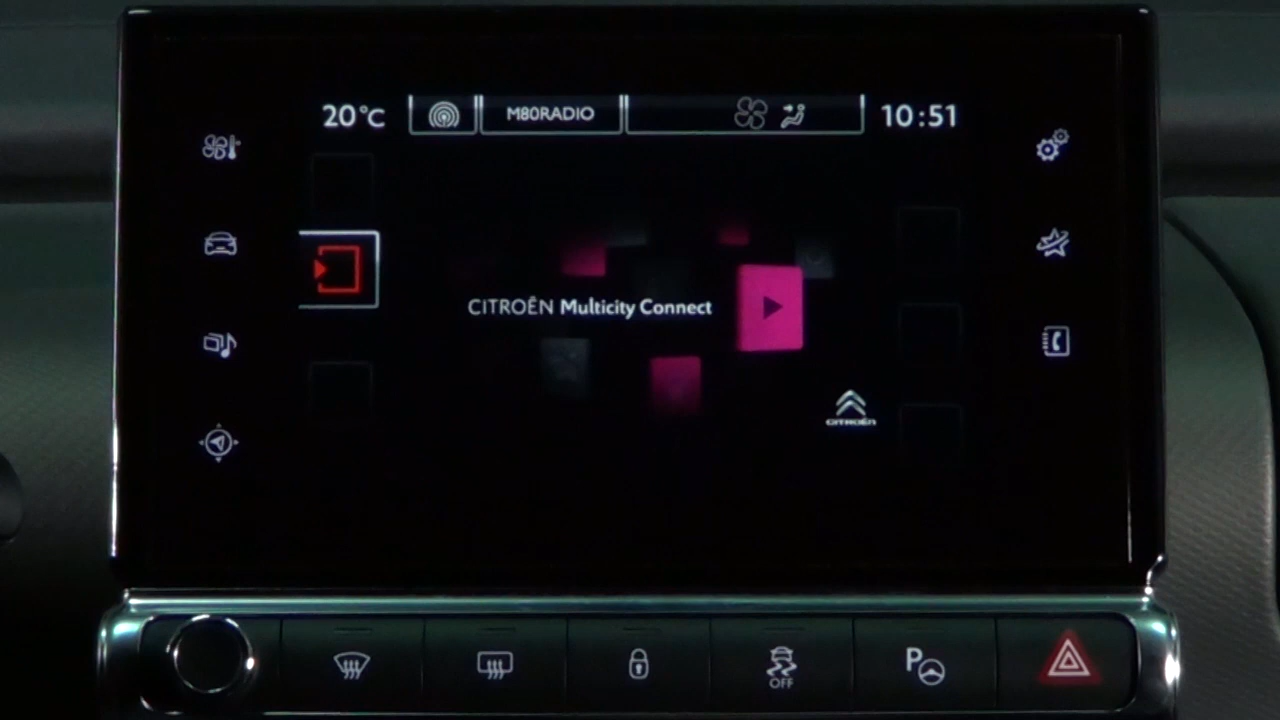 20°C
M80RADIO
10:51
CITROËN Multicity Connect
CITROËN
OFF
P